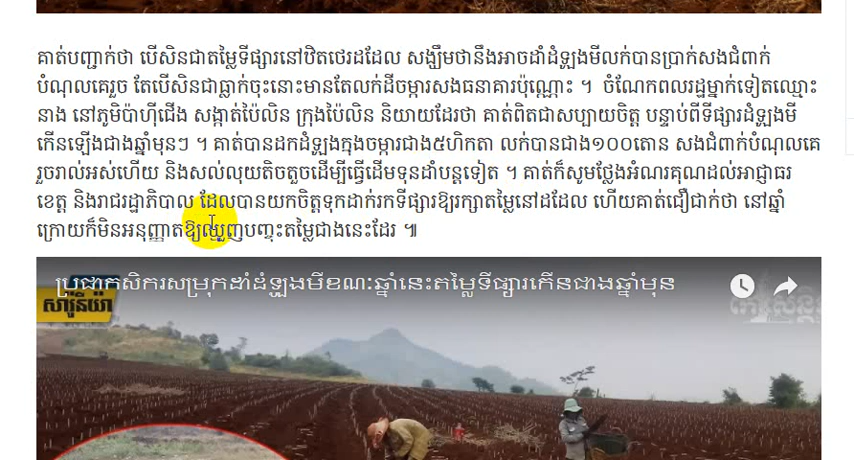 គាត់បញ្ជាក់ថា បើសិនជាតម្លៃទីផ្សារនៅឋិតថេរដដែល សង្ឃឹមថានឹងអាចដាំដំឡូងមីលក់បានប្រាក់សងជំពាក់
បំណុលគេរួច តែបើសិនជាធ្លាក់ចុះនោះមានតែលក់ដីចម្ការសងធនាគារប៉ុណ្ណោះ ។ ចំណែកពលរដ្ឋម្នាក់ទៀតឈ្មោះ
នាង នៅភូមិប៉ាហ៊ីជើង សង្កាត់ប៉ៃលិន ក្រុងប៉ៃលិន និយាយដែរថា គាត់ពិតជាសប្បាយចិត្ត បន្ទាប់ពីទីផ្សារដំឡូងមី
កើនឡើងជាងឆ្នាំមុនៗ ។ គាត់បានដកដំឡូងក្នុងចម្ការជាង៥ហិកតា លក់បានជាង១០០តោន សងជំពាក់បំណុលគេ
រួចរាល់អស់ហើយ និងសល់លុយតិចតួចដើម្បីធ្វើដើមទុនដាំបន្តទៀត ។ គាត់ក៏សូមថ្លែងអំណរគុណដល់អាជ្ញាធរ
ខេត្ត និងរាជរដ្ឋាភិបាល ដែលបានយកចិត្តទុកដាក់រកទីផ្សារឱ្យរក្សាតម្លៃនៅដដែល ហើយគាត់ជឿជាក់ថា នៅឆ្នាំ
ក្រោយក៏មិនអនុញ្ញាតឱ្យឈ្មួញបញ្ចុះតម្លៃជាងនេះដែរ ៕
ប្រជាកសិករសម្រុកដាំដំឡូងមីខណៈឆ្នាំនេះតម្លៃទីផ្សារកើនជាងឆ្នាំមុន